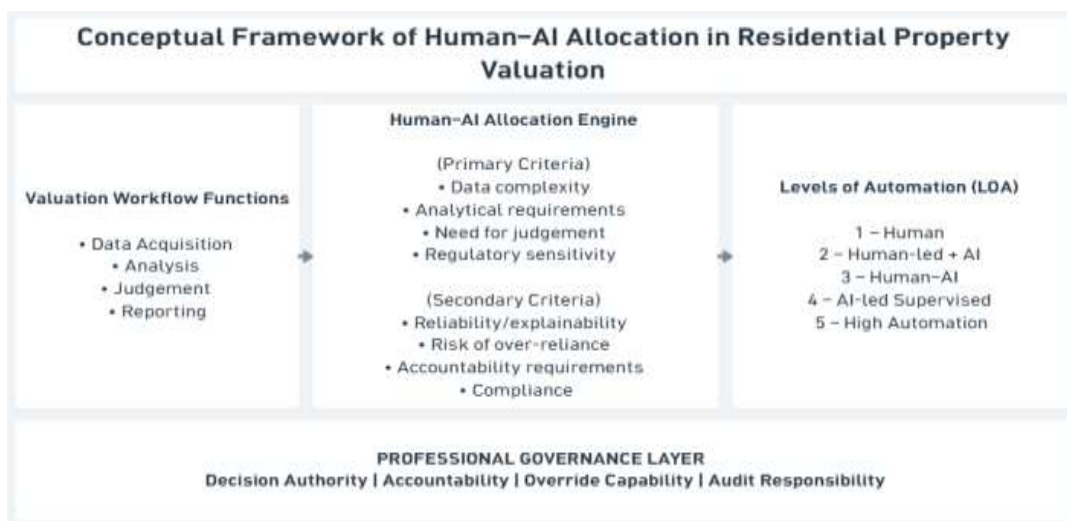 Conceptual Framework of Human–AI Allocation in Residential Property
Valuation
Valuation Workflow Functions
• Data Acquisition
• Analysis
• Judgement
• Reporting
Human–AI Allocation Engine
(Primary Criteria)
• Data complexity
• Analytical requirements
• Need for judgement
• Regulatory sensitivity
(Secondary Criteria)
• Reliability/explainability
• Risk of over-reliance
• Accountability requirements
• Compliance
Levels of Automation (LOA)
1 – Human
2 – Human-led + AI
3 – Human–AI
4 – AI-led Supervised
5 – High Automation
PROFESSIONAL GOVERNANCE LAYER
Decision Authority | Accountability | Override Capability | Audit Responsibility